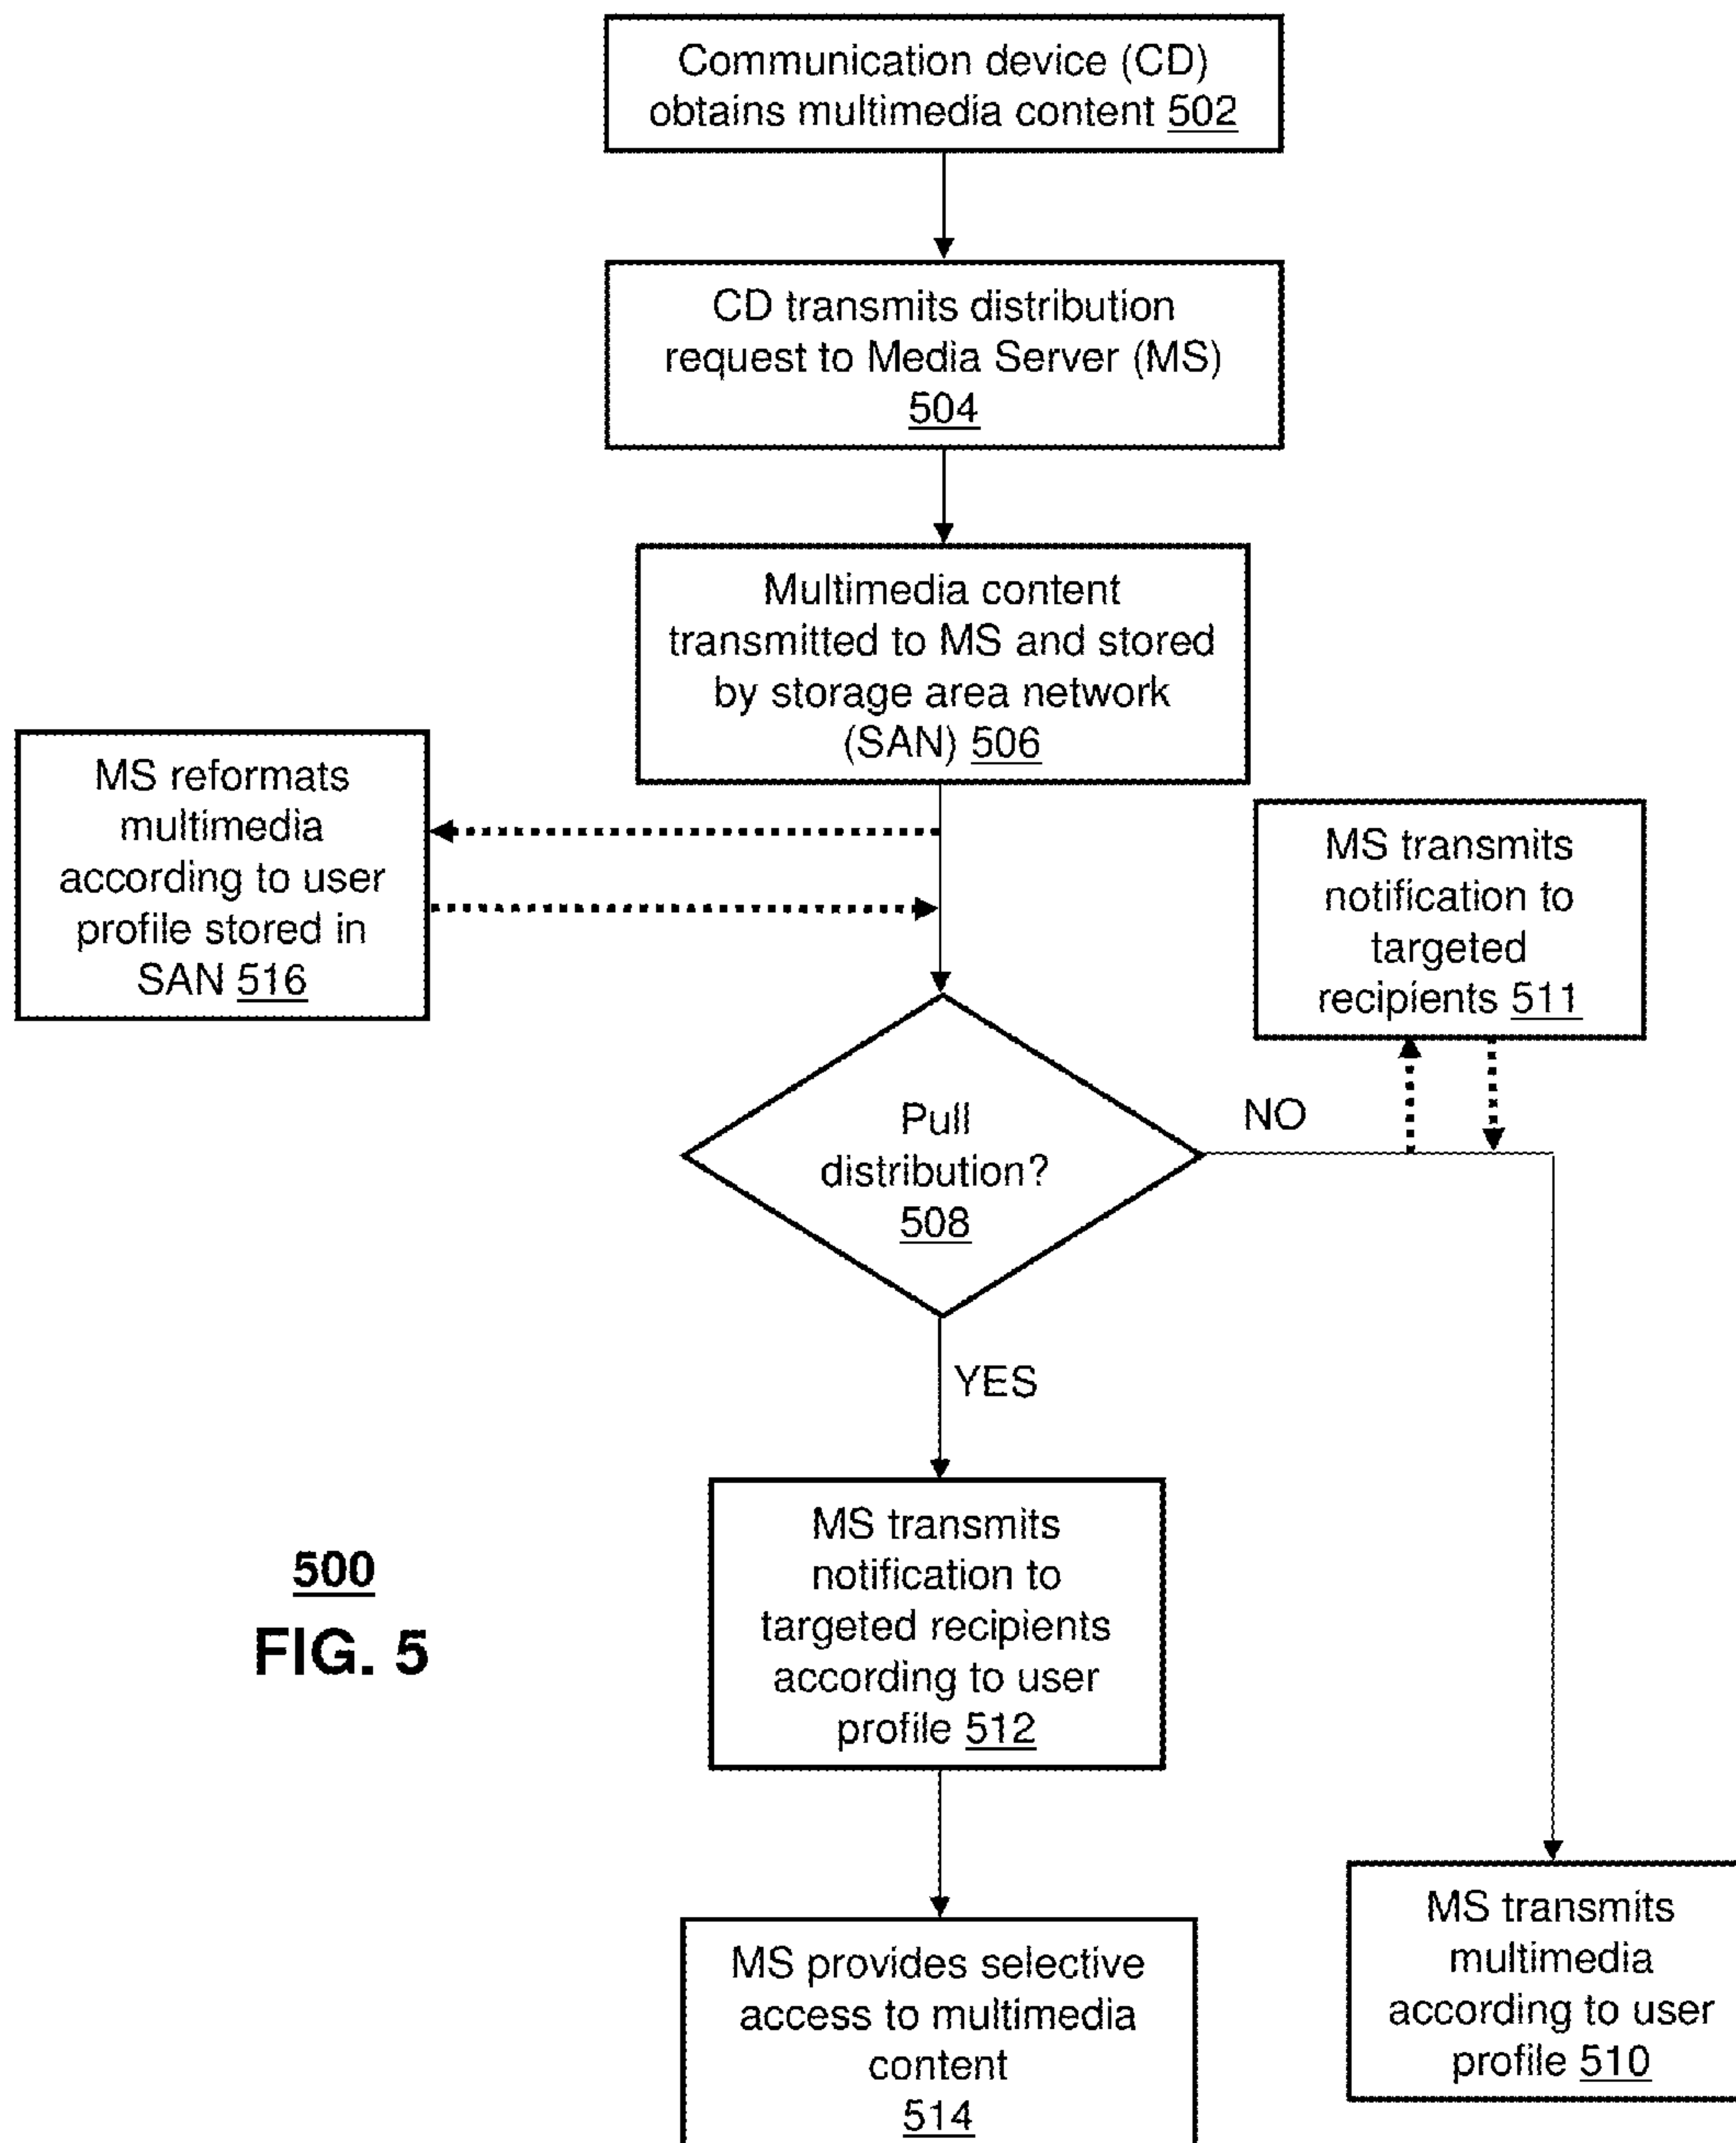 Communication device (CD)
obtains multimedia content 502
CD transmits distribution
request to Media Server (MS)
504
Multimedia content
transmitted to MS and stored
by storage area network
(SAN) 506
MS reformats
multimedia
according to user
profile stored in
SAN 516
MS transmits
notification to
targeted
recipients 511
Pull
distribution?
508
NO
YES
MS transmits
notification to
targeted recipients
according to user
profile 512
500
FIG. 5
MS provides selective
access to multimedia
content
514
MS transmits
multimedia
according to user
profile 510